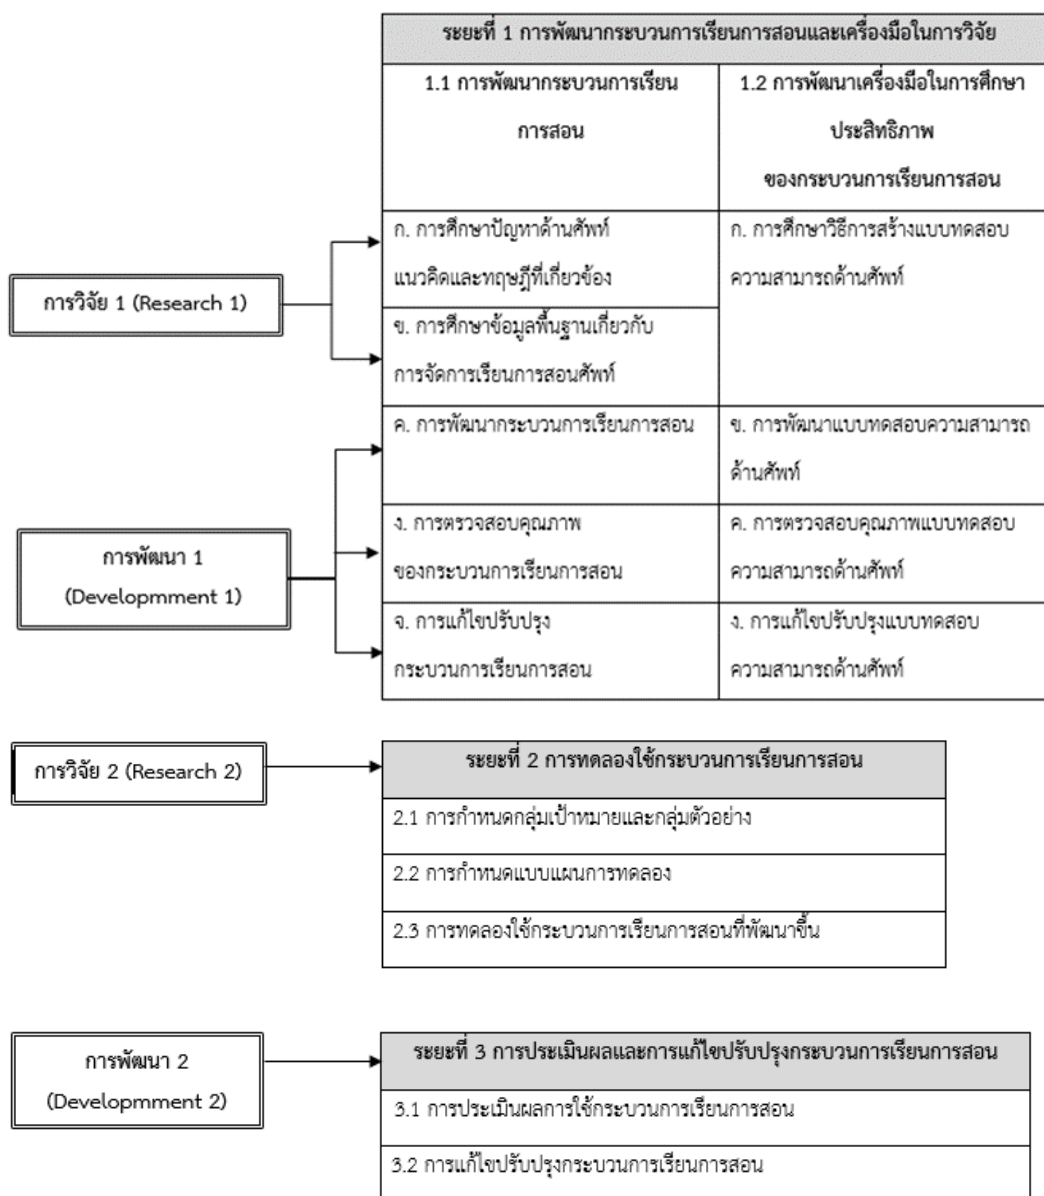 ระยะที่ 1 การพัฒนากระบวนการเรียนการสอนและเครื่องมือในการวิจัย
1.1 การพัฒนากระบวนการเรียน
การสอน
1.2 การพัฒนาเครื่องมือในการศึกษา
ประสิทธิภาพ
ของกระบวนการเรียนการสอน
การวิจัย 1 (Research 1)
ก. การศึกษาปัญหาด้านศัพท์
แนวคิดและทฤษฎีที่เกี่ยวข้อง
ก. การศึกษาวิธีการสร้างแบบทดสอบ
ความสามารถด้านศัพท์
ข. การศึกษาข้อมูลพื้นฐานเกี่ยวกับ
การจัดการเรียนการสอนศัพท์
การพัฒนา 1
(Developmment 1)
ค. การพัฒนากระบวนการเรียนการสอน
ข. การพัฒนาแบบทดสอบความสามารถ
ด้านศัพท์
ง. การตรวจสอบคุณภาพ
ของกระบวนการเรียนการสอน
ค. การตรวจสอบคุณภาพแบบทดสอบ
ความสามารถด้านศัพท์
จ. การแก้ไขปรับปรุง
กระบวนการเรียนการสอน
ง. การแก้ไขปรับปรุงแบบทดสอบ
ความสามารถด้านศัพท์
การวิจัย 2 (Research 2)
ระยะที่ 2 การทดลองใช้กระบวนการเรียนการสอน
2.1 การกำหนดกลุ่มเป้าหมายและกลุ่มตัวอย่าง
2.2 การกำหนดแบบแผนการทดลอง
2.3 การทดลองใช้กระบวนการเรียนการสอนที่พัฒนาขึ้น
การพัฒนา 2
(Developmment 2)
ระยะที่ 3 การประเมินผลและการแก้ไขปรับปรุงกระบวนการเรียนการสอน
3.1 การประเมินผลการใช้กระบวนการเรียนการสอน
3.2 การแก้ไขปรับปรุงกระบวนการเรียนการสอน